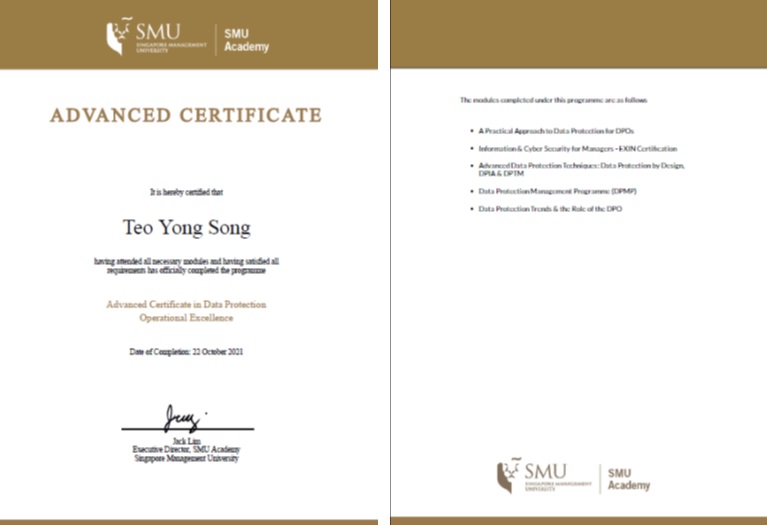 SMU
SINGAPORE MANAGEMENT
UNIVERSITY
SMU
Academy
ADVANCED CERTIFICATE
It is hereby certified that
Teo Yong Song
having attended all necessary modules and having satisfied all
requirements has officially completed the programme
Advanced Certificate in Data Protection
Operational Excellence
Date of Completion: 22 October 2021
Jack Lim
Executive Director, SMU Academy
Singapore Management University
The modules completed under this programme are as follows
• A Practical Approach to Data Protection for DPOs
• Information & Cyber Security for Managers - EXIN Certification
• Advanced Data Protection Techniques: Data Protection by Design,
DPIA & DPTM
• Data Protection Management Programme (DPMP)
• Data Protection Trends & the Role of the DPO
SMU
SINGAPORE MANAGEMENT
UNIVERSITY
SMU
Academy